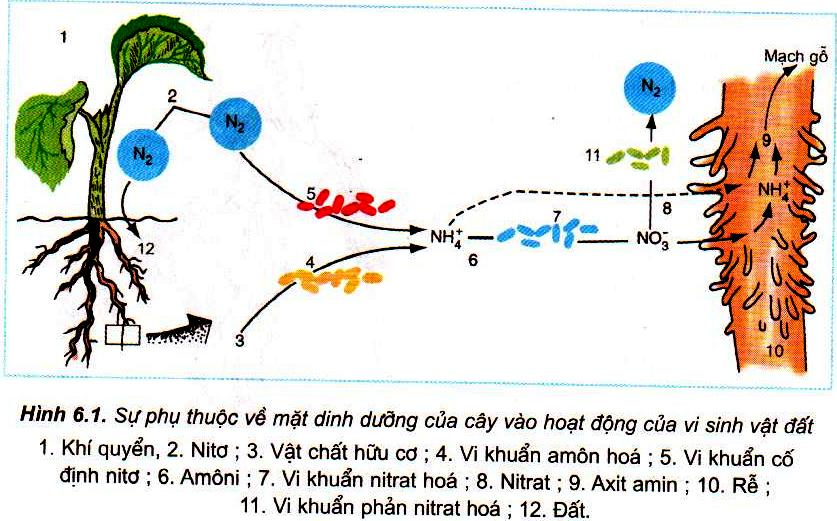 1
Mạch gỗ
2
N₂
N₂
N₂
11
9
5
NH₄⁺
8
7
NH₄⁺
NO₃⁻
12
6
4
3
10
Hình 6.1. Sự phụ thuộc về mặt dinh dưỡng của cây vào hoạt động của vi sinh vật đất
1. Khí quyển, 2. Nitơ ; 3. Vật chất hữu cơ ; 4. Vi khuẩn amôn hoá ; 5. Vi khuẩn cố
định nitơ ; 6. Amôni ; 7. Vi khuẩn nitrat hoá ; 8. Nitrat ; 9. Axit amin ; 10. Rễ ;
11. Vi khuẩn phản nitrat hoá ; 12. Đất.